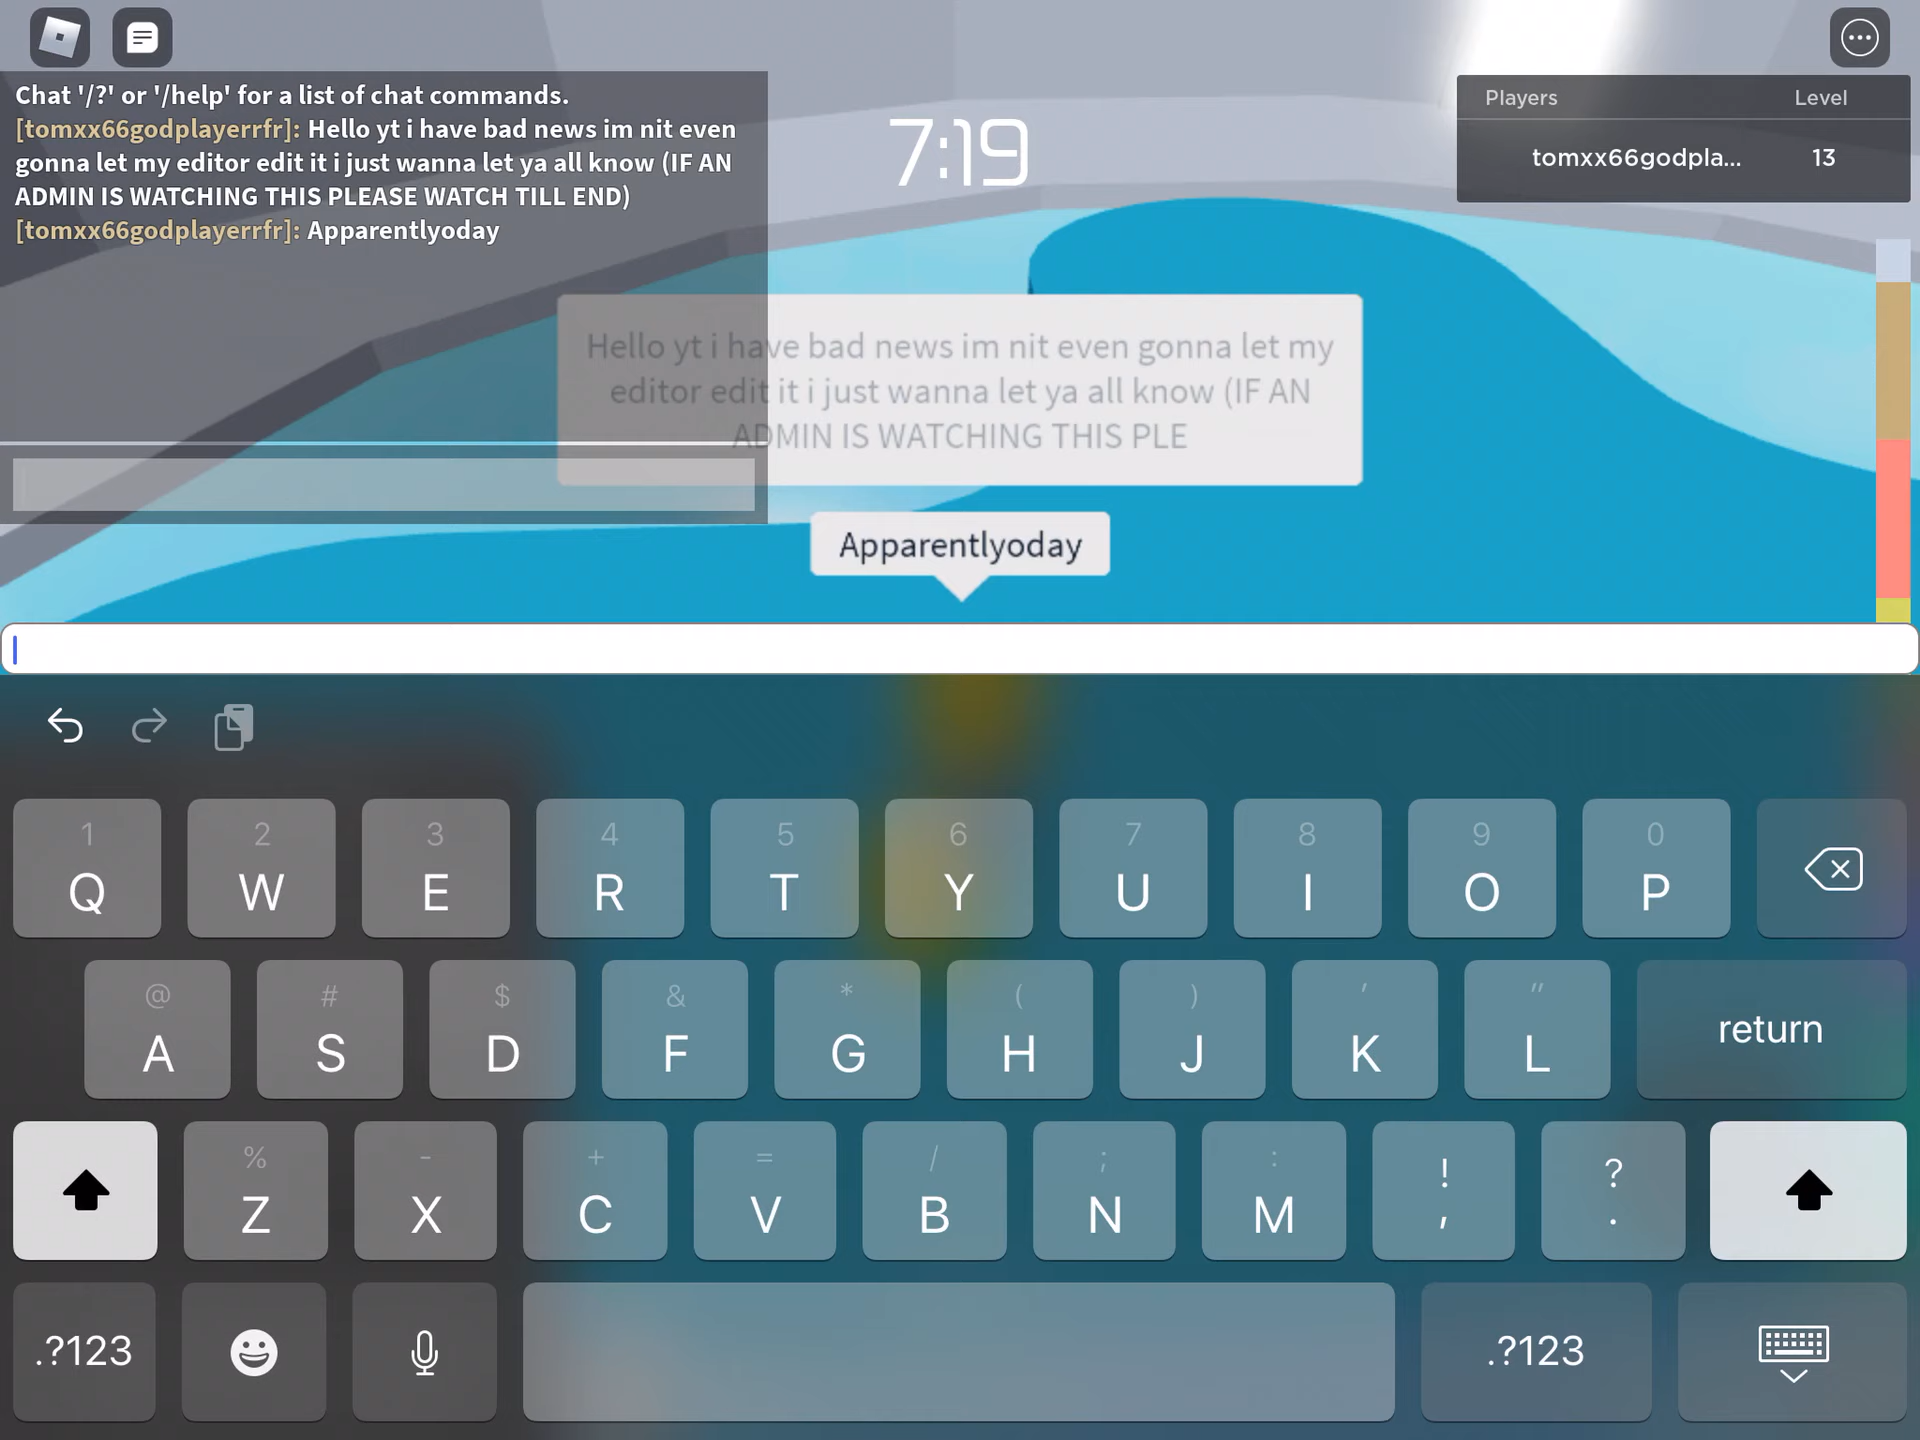 Chat '/?' or '/help' for a list of chat commands.
[tomxx66godplayerrfr]: Hello yt i have bad news im nit even
gonna let my editor edit it i just wanna let ya all know (IF AN
ADMIN IS WATCHING THIS PLEASE WATCH TILL END)
[tomxx66godplayerrfr]: Apparentlyoday
7:19
Players Level
tomxx66godpla... 13
Hello yt i have bad news im nit even gonna let my
editor edit it i just wanna let ya all know (IF AN
ADMIN IS WATCHING THIS PLE
Apparentlyoday
1 2 3 4 5 6 7 8 9 0
Q W E R T Y U I O P
@ # $ & * ( ) ' "
A S D F G H J K L return
% - + = / ; : ! ?
Z X C V B N M , .
.?123 .?123